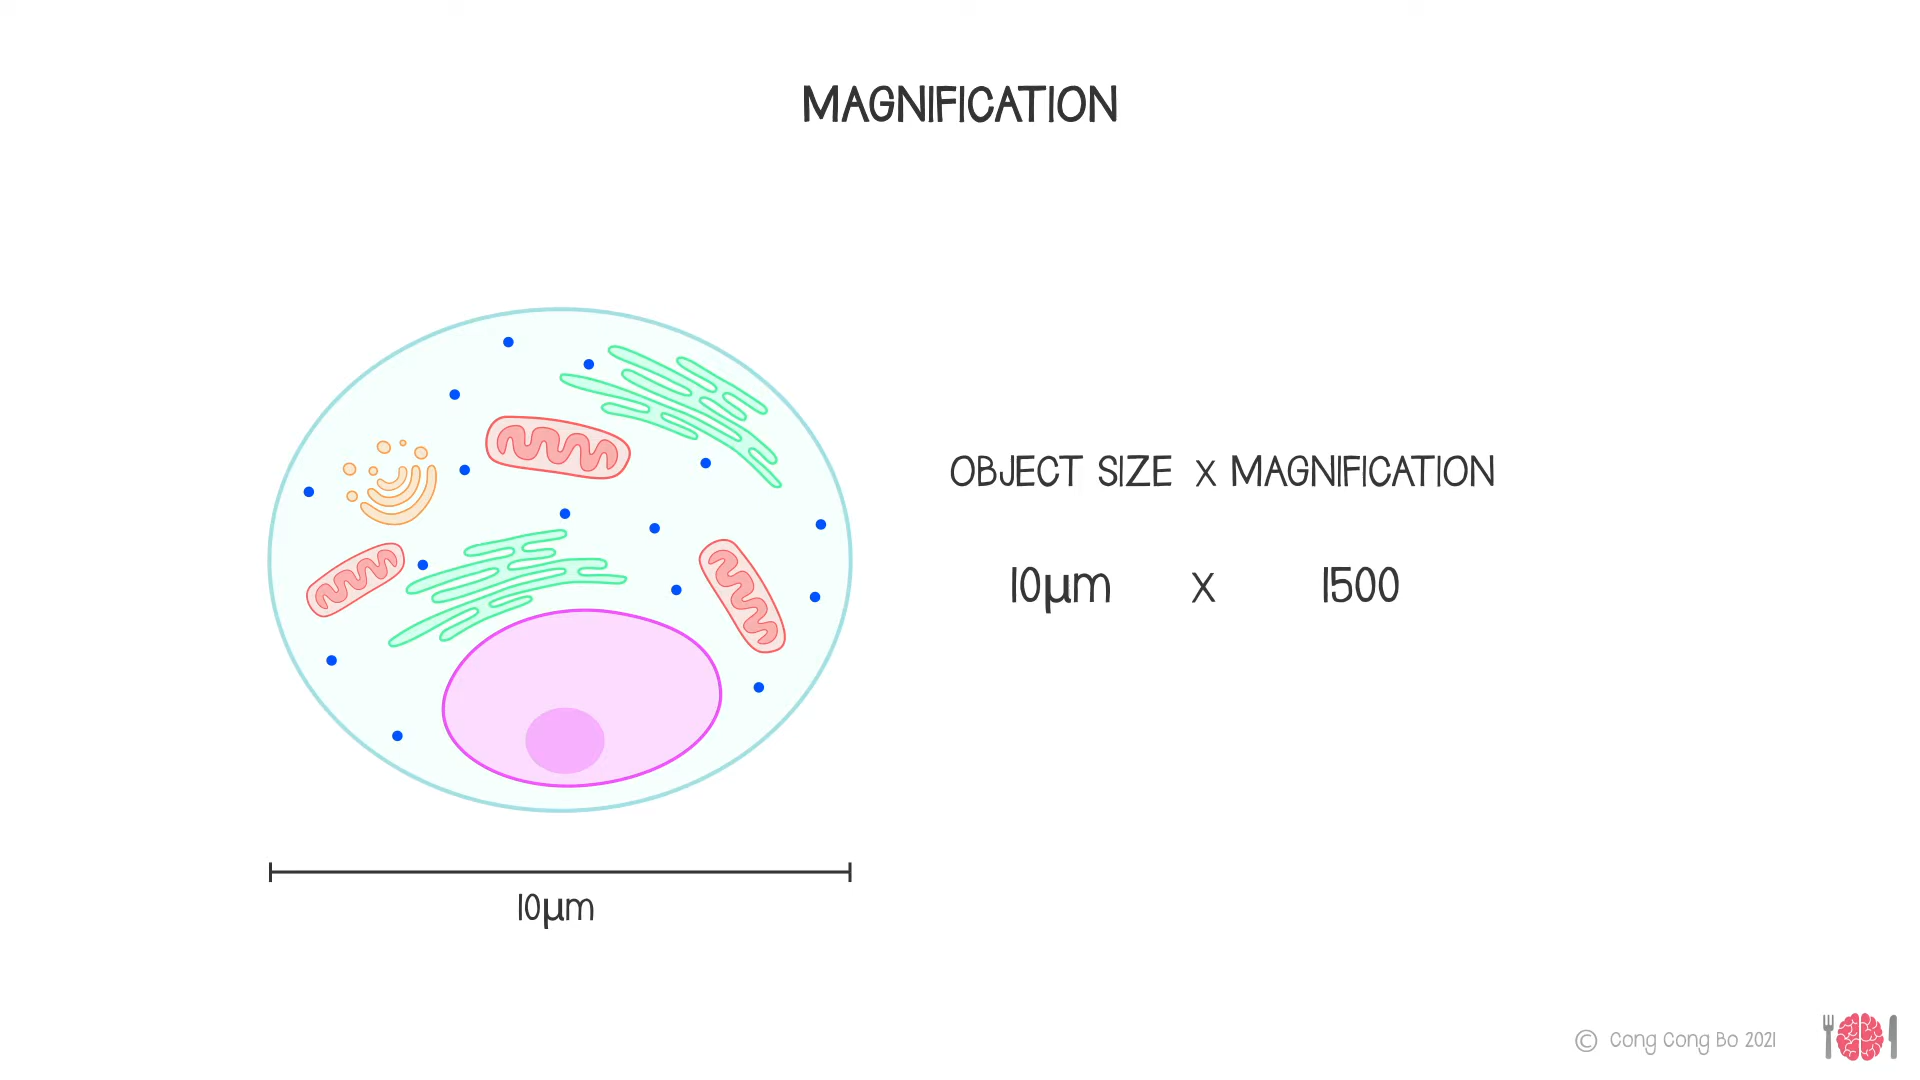 MAGNIFICATION
OBJECT SIZE X MAGNIFICATION
10µm X 1500
10µm
© Cong Cong Bo 2021